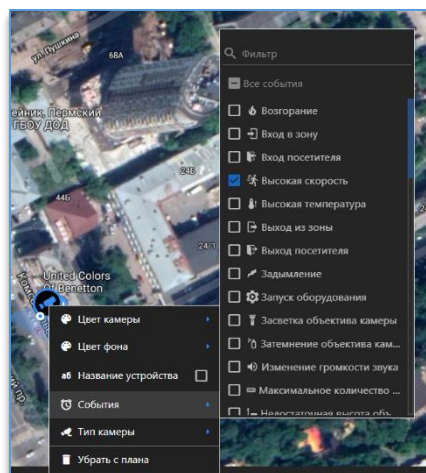 ул. Пушкина
68А
Пермский
ГБОУ ДОД
24Б
44Б
24/1
United Colors
Of Benetton
Цвет камеры
Цвет фона
аб Название устройства
События
Тип камеры
Убрать с плана
Фильтр
Все события
Возгорание
Вход в зону
Вход посетителя
Высокая скорость
Высокая температура
Выход из зоны
Выход посетителя
Задымление
Запуск оборудования
Засветка объектива камеры
Затемнение объектива кам...
Изменение громкости звука
Максимальное количество ...
Недостаточная высота объ...